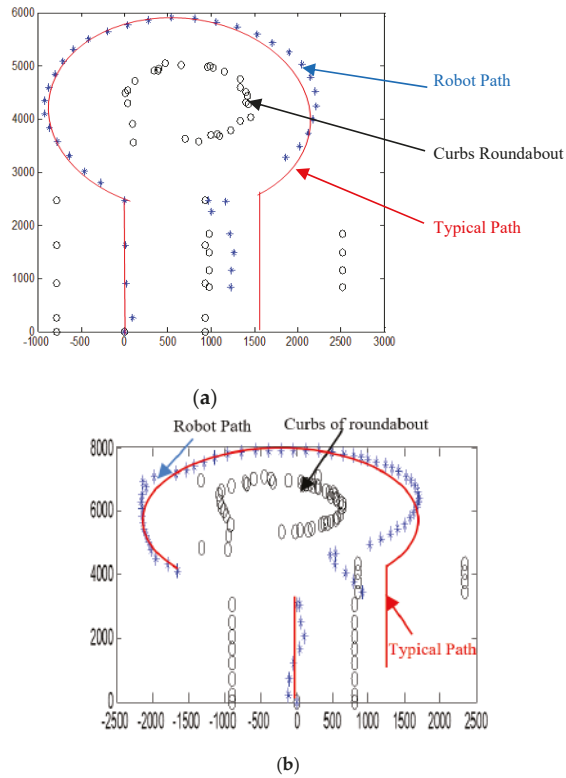 6000
5000
4000
3000
2000
1000
0
-1000 -500 0 500 1000 1500 2000 2500 3000
Robot Path
Curbs Roundabout
Typical Path
(a)
Robot Path
Curbs of roundabout
8000
6000
4000
2000
0
-2500 -2000 -1500 -1000 -500 0 500 1000 1500 2000 2500
Typical Path
(b)